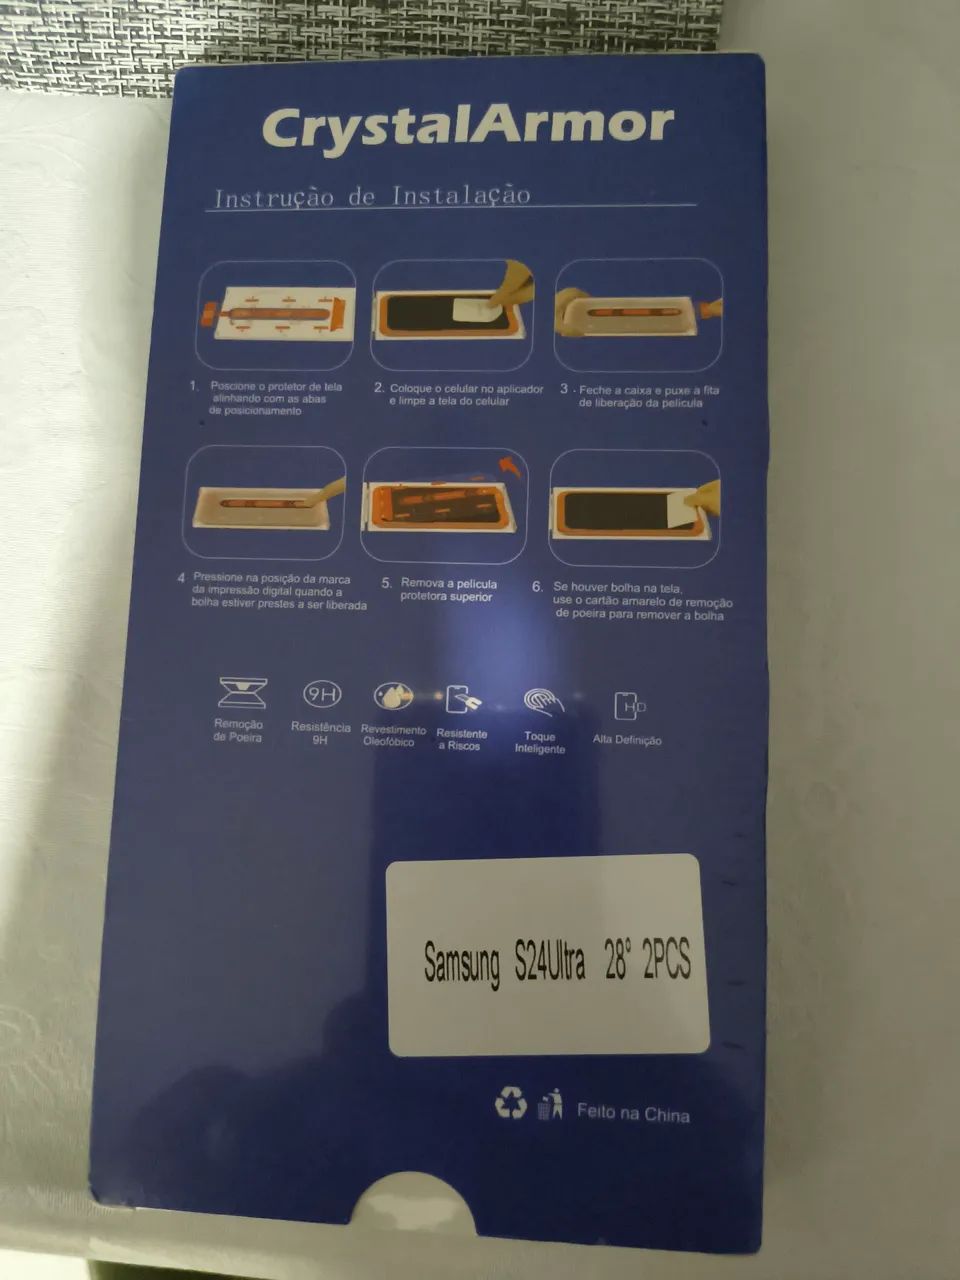 CrystalArmor
Instrução de Instalação
1. Poscione o protetor de tela
alinhando com as abas
de posicionamento
2. Coloque o celular no aplicador
e limpe a tela do celular
3. Feche a caixa e puxe a fita
de liberação da película
4 Pressione na posição da marca
da impressão digital quando a
bolha estiver prestes a ser liberada
5. Remova a película
protetora superior
6. Se houver bolha na tela,
use o cartão amarelo de remoção
de poeira para remover a bolha
9H
HD
Remoção
de Poeira
Resistência
9H
Revestimento
Oleofóbico
Resistente
a Riscos
Toque
Inteligente
Alta Definição
Samsung S24Ultra 28° 2PCS
Feito na China